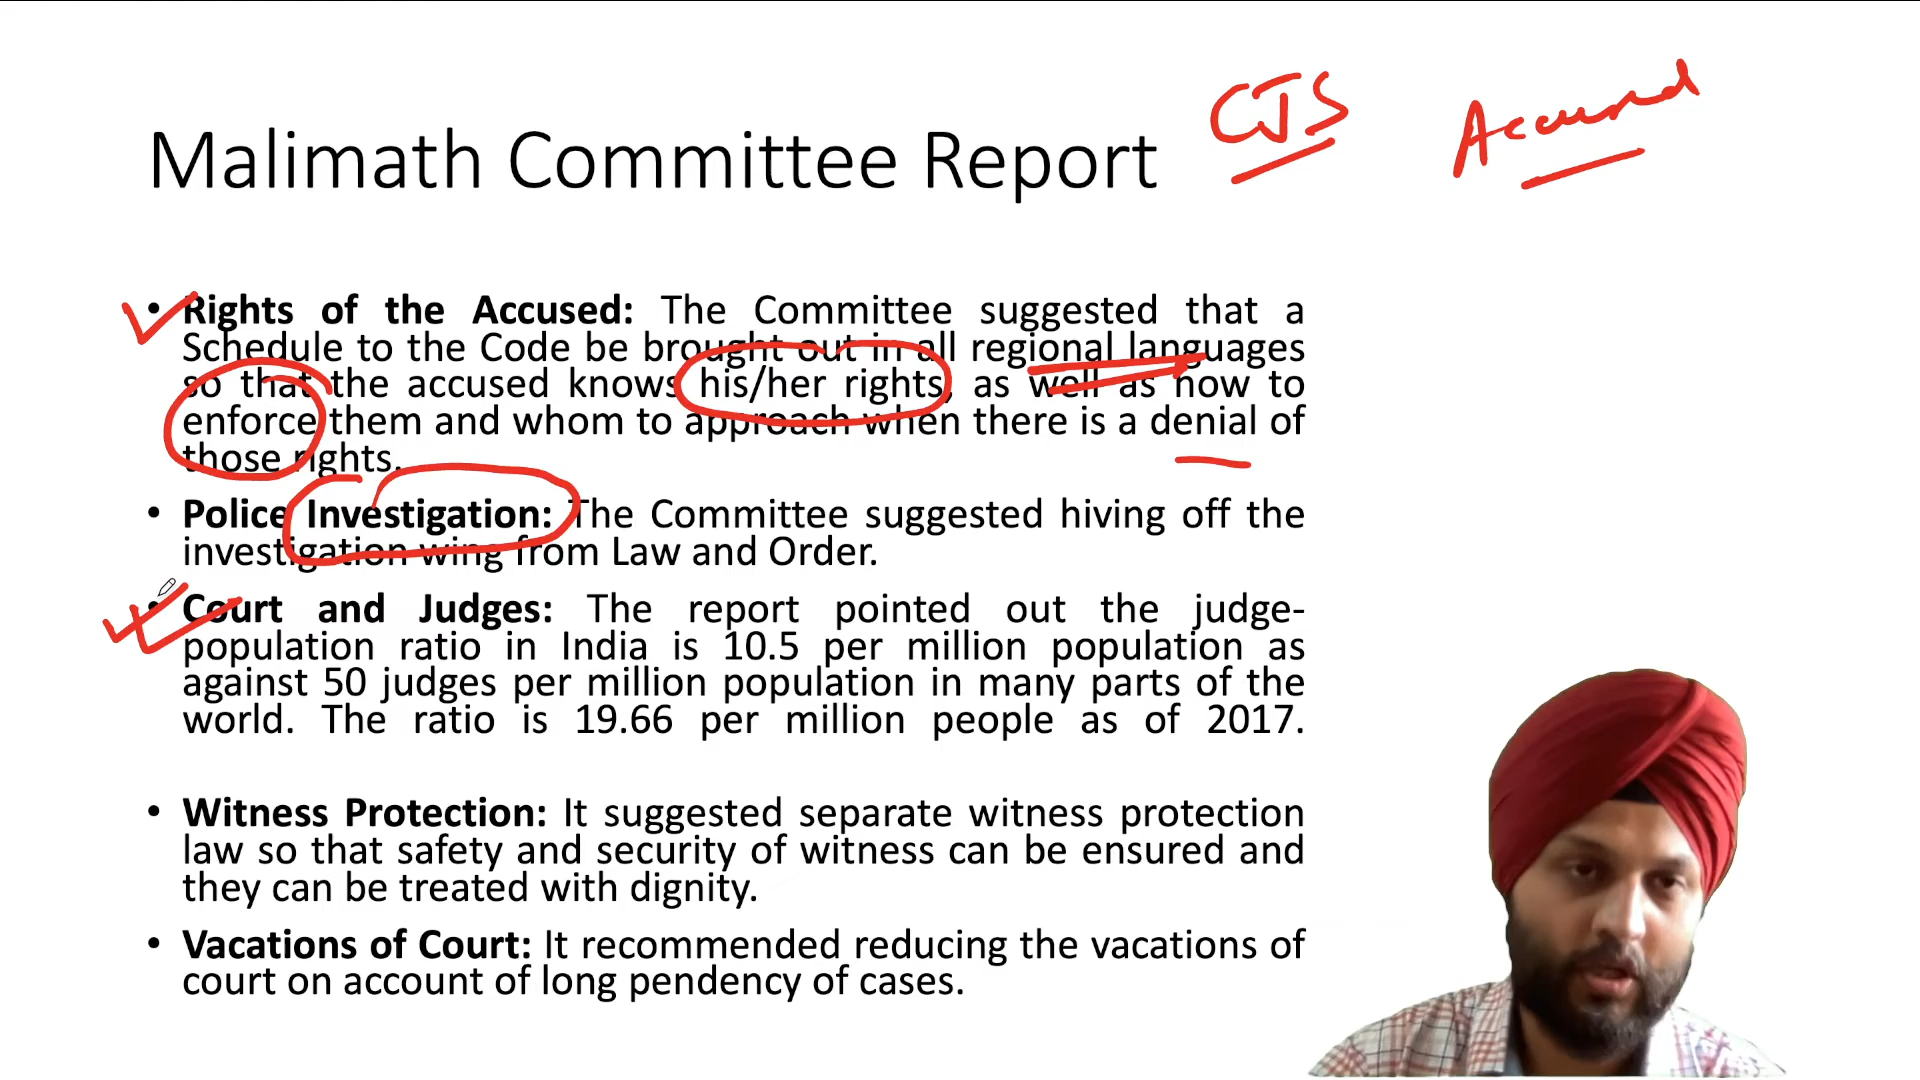 CJS
Accused
Malimath Committee Report
• Rights of the Accused: The Committee suggested that a
Schedule to the Code be brought out in all regional languages
so that the accused knows his/her rights, as well as how to
enforce them and whom to approach when there is a denial of
those rights.
• Police Investigation: The Committee suggested hiving off the
investigation wing from Law and Order.
• Court and Judges: The report pointed out the judge-
population ratio in India is 10.5 per million population as
against 50 judges per million population in many parts of the
world. The ratio is 19.66 per million people as of 2017.
• Witness Protection: It suggested separate witness protection
law so that safety and security of witness can be ensured and
they can be treated with dignity.
• Vacations of Court: It recommended reducing the vacations of
court on account of long pendency of cases.